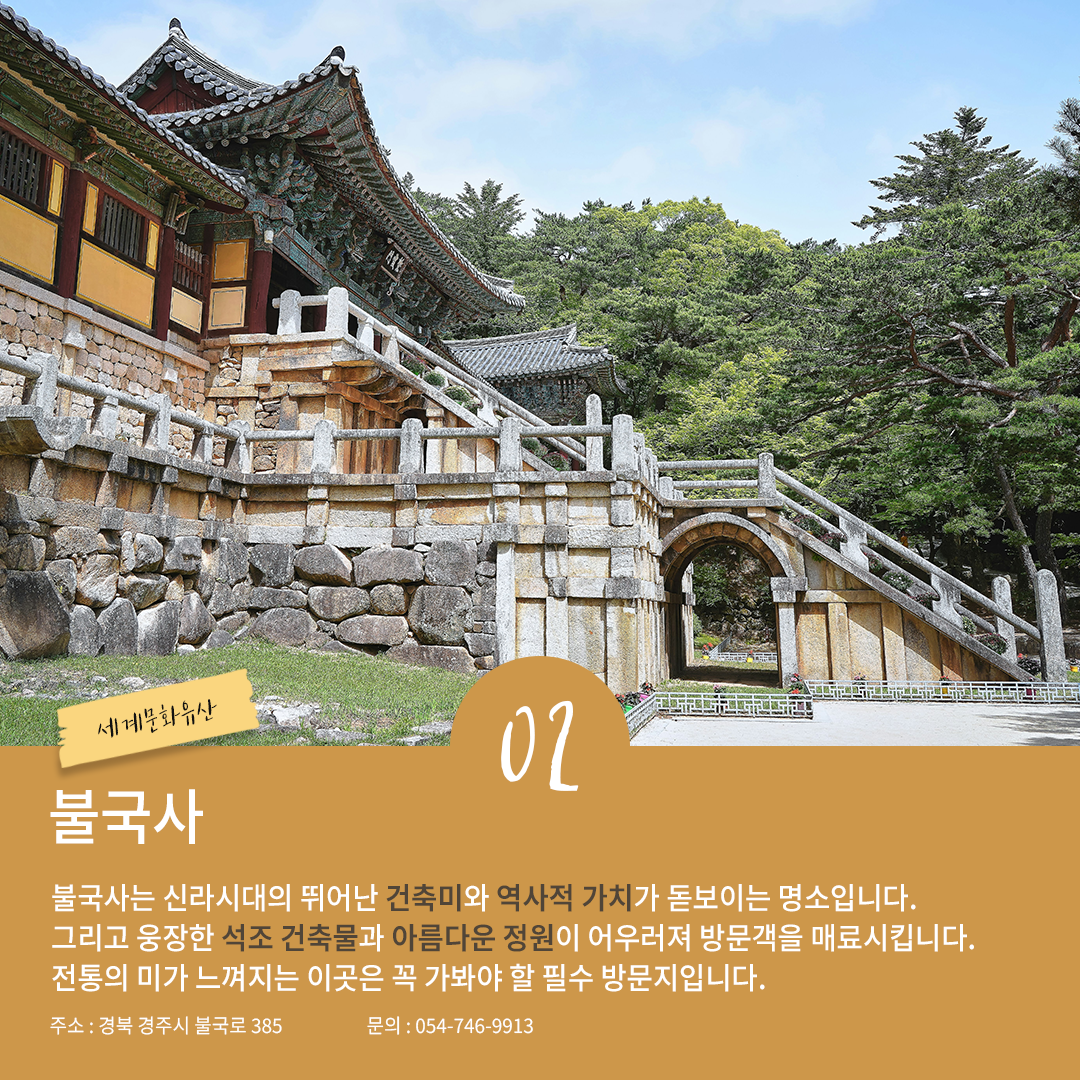 세계문화유산
02
불국사
불국사는 신라시대의 뛰어난 건축미와 역사적 가치가 돋보이는 명소입니다.
그리고 웅장한 석조 건축물과 아름다운 정원이 어우러져 방문객을 매료시킵니다.
전통의 미가 느껴지는 이곳은 꼭 가봐야 할 필수 방문지입니다.
주소 : 경북 경주시 불국로 385 문의 : 054-746-9913